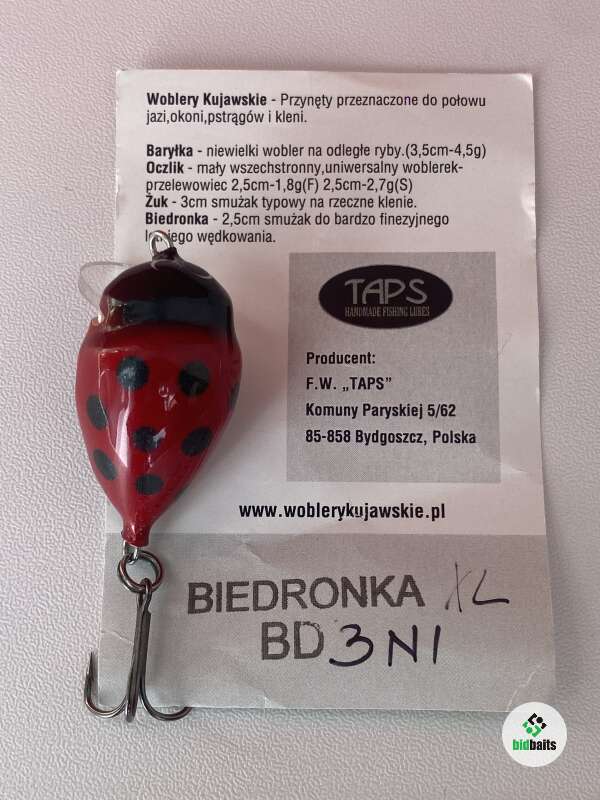 Woblery Kujawskie - Przynęty przeznaczone do połowu
jazi,okoni,pstrągów i kleni.
Baryłka - niewielki wobler na odległe ryby.(3,5cm-4,5g)
Oczlik - mały wszechstronny,uniwersalny woblerek-
przelewowiec 2,5cm-1,8g(F) 2,5cm-2,7g(S)
Żuk - 3cm smużak typowy na rzeczne klenie.
Biedronka - 2,5cm smużak do bardzo finezyjnego
wędkowania.
TAPS
HANDMADE FISHING LURES
Producent:
F.W. „TAPS”
Komuny Paryskiej 5/62
85-858 Bydgoszcz, Polska
www.woblerykujawskie.pl
BIEDRONKA XL
BD 3N1
bidbaits